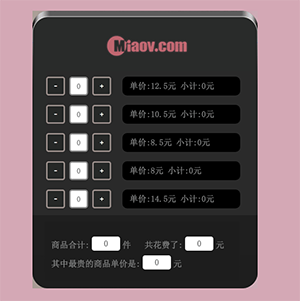 Miaov.com
- 0 + 单价:12.5元 小计:0元
- 0 + 单价:10.5元 小计:0元
- 0 + 单价:8.5元 小计:0元
- 0 + 单价:8元 小计:0元
- 0 + 单价:14.5元 小计:0元
商品合计: 0 件 共花费了: 0 元
其中最贵的商品单价是: 0 元